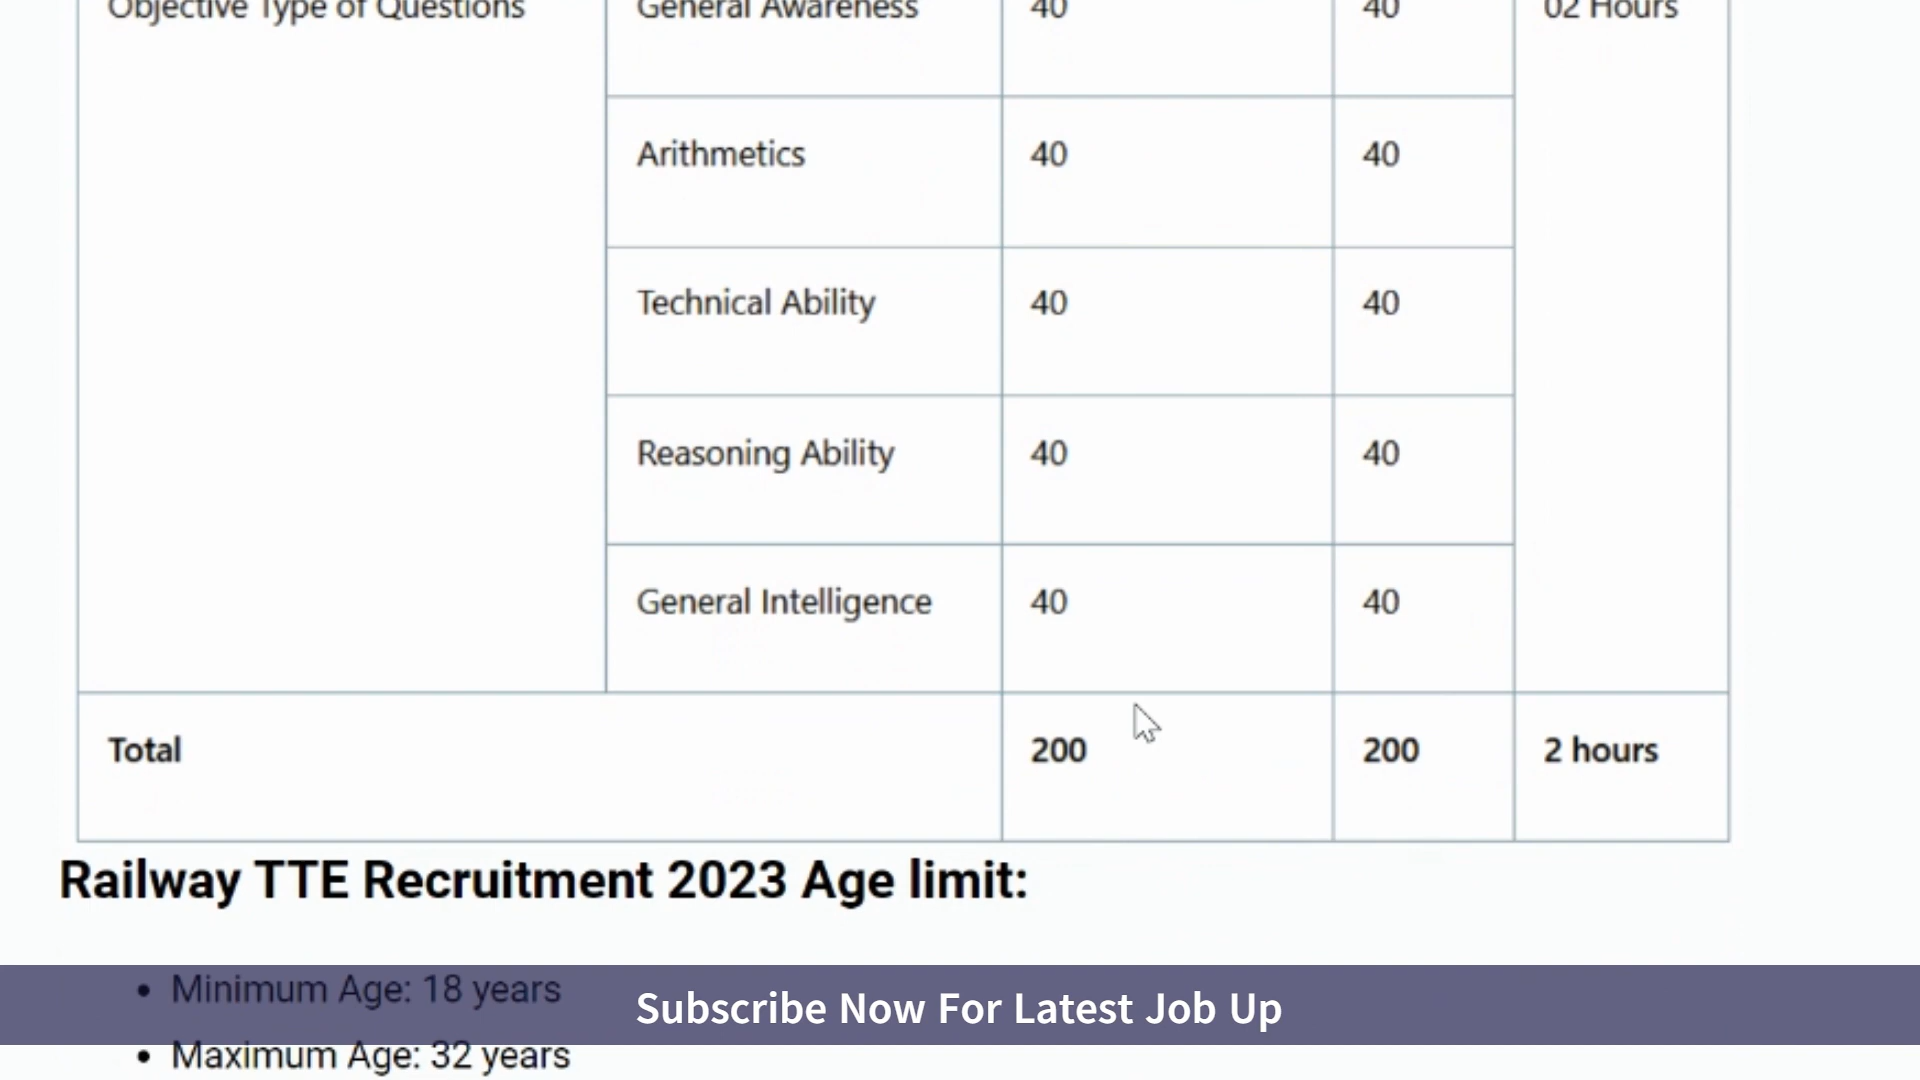 Objective Type of Questions General Awareness 40 40 02 Hours
Arithmetics 40 40
Technical Ability 40 40
Reasoning Ability 40 40
General Intelligence 40 40
Total 200 200 2 hours
Railway TTE Recruitment 2023 Age limit:
• Minimum Age: 18 years
Subscribe Now For Latest Job Up
• Maximum Age: 32 years